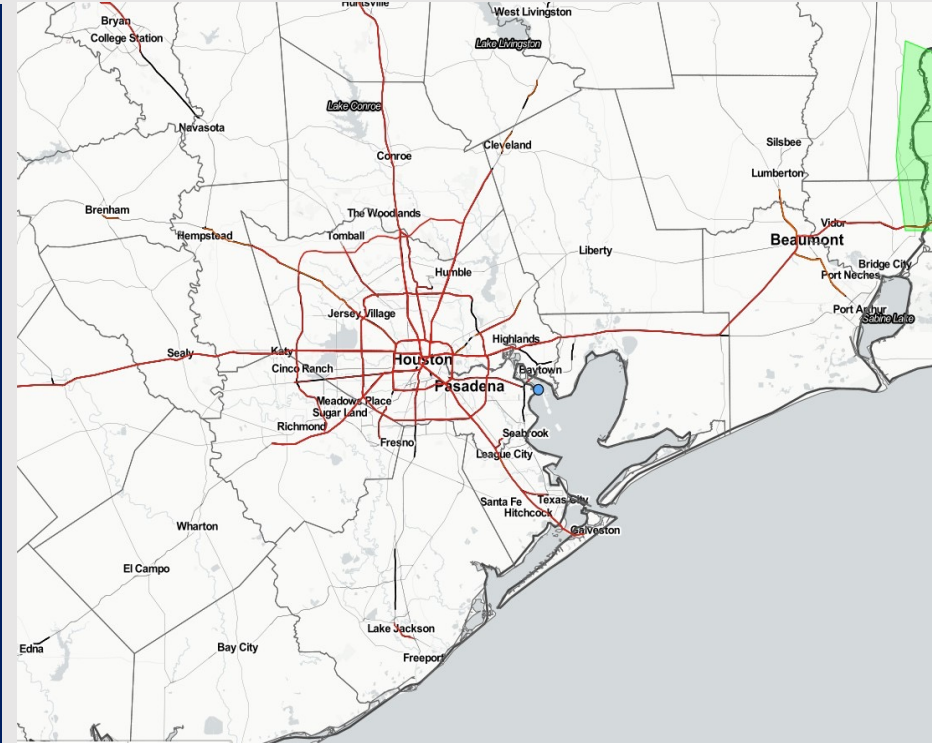 Huntsville
West Livingston
Bryan
College Station
Lake Livingston
Lake Conroe
Navasota
Conroe
Cleveland
Silsbee
Lumberton
Brenham
The Woodlands
Hempstead
Tomball
Vidor
Beaumont
Liberty
Bridge City
Humble
Port Neches
Jersey Village
Port Arthur
Sabine Lake
Highlands
Sealy
Katy
Houston
Cinco Ranch
Baytown
Pasadena
Meadows Place
Sugar Land
Richmond
Fresno
Seabrook
League City
Santa Fe
Texas City
Hitchcock
Wharton
Galveston
El Campo
Lake Jackson
Edna
Bay City
Freeport